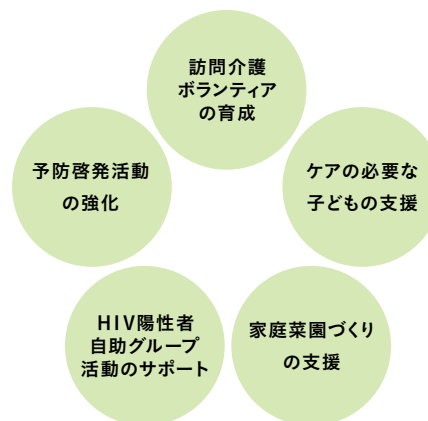 訪問介護
ボランティア
の育成
予防啓発活動
の強化
ケアの必要な
子どもの支援
HIV陽性者
自助グループ
活動のサポート
家庭菜園づくり
の支援